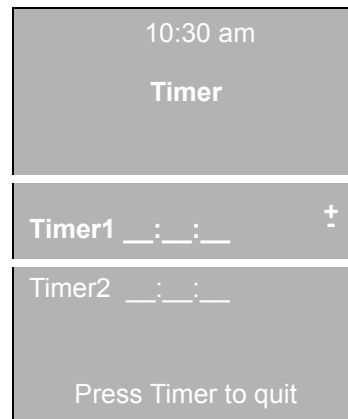 10:30 am
Timer
Timer1 __:__:__ +
-
Timer2 __:__:__
Press Timer to quit